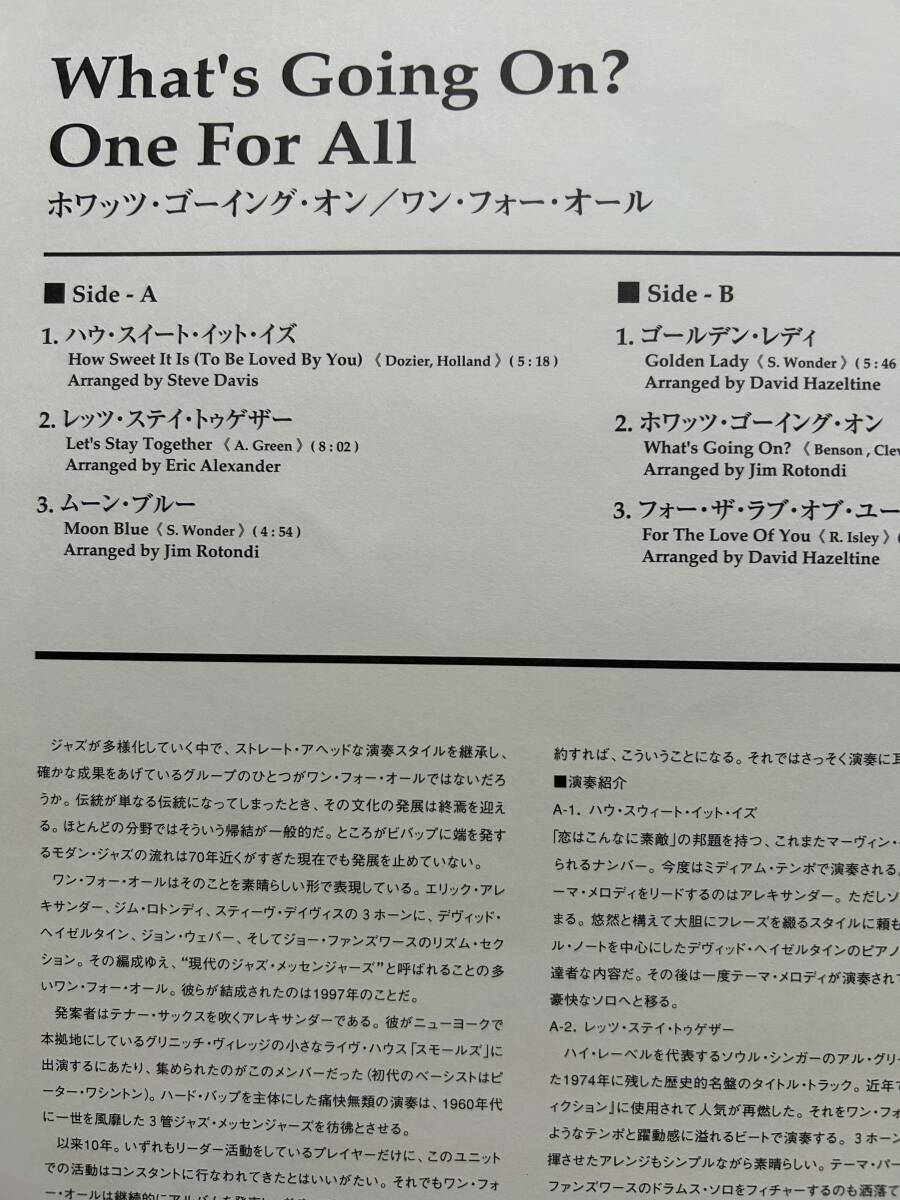 What's Going On?
One For All
ホワッツ・ゴーイング・オン／ワン・フォー・オール
■ Side - A
1. ハウ・スイート・イット・イズ
How Sweet It Is (To Be Loved By You) 《 Dozier, Holland 》( 5 : 18 )
Arranged by Steve Davis
2. レッツ・ステイ・トゥゲザー
Let's Stay Together 《 A. Green 》( 8 : 02 )
Arranged by Eric Alexander
3. ムーン・ブルー
Moon Blue《 S. Wonder 》( 4 : 54 )
Arranged by Jim Rotondi
■ Side - B
1. ゴールデン・レディ
Golden Lady《 S. Wonder 》( 5 : 46
Arranged by David Hazeltine
2. ホワッツ・ゴーイング・オン
What's Going On? 《 Benson , Clev
Arranged by Jim Rotondi
3. フォー・ザ・ラブ・オブ・ユー
For The Love Of You《 R. Isley 》(
Arranged by David Hazeltine
ジャズが多様化していく中で、ストレート・アヘッドな演奏スタイルを継承し、
確かな成果をあげているグループのひとつがワン・フォー・オールではないだろ
うか。伝統が単なる伝統になってしまったとき、その文化の発展は終焉を迎え
る。ほとんどの分野ではそういう帰結が一般的だ。ところがビバップに端を発す
るモダン・ジャズの流れは70年近くがすぎた現在でも発展を止めていない。
ワン・フォー・オールはそのことを素晴らしい形で表現している。エリック・アレ
キサンダー、ジム・ロトンディ、スティーヴ・デイヴィスの３ホーンに、デヴィッド・
ヘイゼルタイン、ジョン・ウェバー、そしてジョー・ファンズワースのリズム・セク
ション。その編成ゆえ、“現代のジャズ・メッセンジャーズ”と呼ばれることの多
いワン・フォー・オール。彼らが結成されたのは1997年のことだ。
発案者はテナー・サックスを吹くアレキサンダーである。彼がニューヨークで
本拠地にしているグリニッチ・ヴィレッジの小さなライヴ・ハウス「スモールズ」に
出演するにあたり、集められたのがこのメンバーだった(初代のベーシストはピ
ーター・ワシントン)。ハード・バップを主体にした痛快無類の演奏は、1960年代
に一世を風靡した３管ジャズ・メッセンジャーズを彷彿とさせる。
以来10年。いずれもリーダー活動をしているプレイヤーだけに、このユニット
での活動はコンスタントに行なわれてきたとはいいがたい。それでもワン・フォ
ー・オールは継続的にアルバムを発表し
約すれば、こういうことになる。それではさっそく演奏に耳
■演奏紹介
A-1. ハウ・スウィート・イット・イズ
「恋はこんなに素敵」の邦題を持つ、これまたマーヴィン・
られるナンバー。今度はミディアム・テンポで演奏される。
ーマ・メロディをリードするのはアレキサンダー。ただしソ
まる。悠然と構えて大胆にフレーズを綴るスタイルに頼も
ル・ノートを中心にしたデヴィッド・ヘイゼルタインのピアノ
達者な内容だ。その後は一度テーマ・メロディが演奏されて
豪快なソロへと移る。
A-2. レッツ・ステイ・トゥゲザー
ハイ・レーベルを代表するソウル・シンガーのアル・グリー
た1974年に残した歴史的名盤のタイトル・トラック。近年で
ィクション』に使用されて人気が再燃した。それをワン・フォ
ようなテンポと躍動感に溢れるビートで演奏する。３ホーン
揮させたアレンジもシンプルながら素晴らしい。テーマ・パー
ファンズワースのドラムス・ソロをフィーチャーするのも洒落て